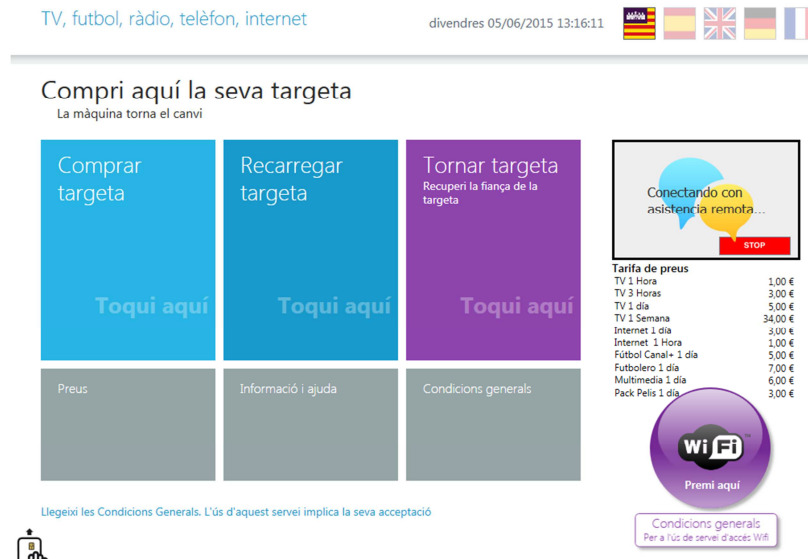 TV, futbol, ràdio, telèfon, internet
divendres 05/06/2015 13:16:11
Compri aquí la seva targeta
La màquina torna el canvi
Comprar
targeta
Toqui aquí
Recarregar
targeta
Toqui aquí
Tornar targeta
Recuperi la fiança de la
targeta
Toqui aquí
Conectando con
asistencia remota...
STOP
Tarifa de preus
TV 1 Hora 1,00 €
TV 3 Horas 3,00 €
TV 1 día 5,00 €
TV 1 Semana 34,00 €
Internet 1 día 3,00 €
Internet 1 Hora 1,00 €
Fútbol Canal+ 1 día 5,00 €
Futbolero 1 día 7,00 €
Multimedia 1 día 6,00 €
Pack Pelis 1 día 3,00 €
Preus
Informació i ajuda
Condicions generals
Wi Fi TM
Premi aquí
Condicions generals
Per a l'ús de servei d'accés Wifi
Llegeixi les Condicions Generals. L'ús d'aquest servei implica la seva acceptació